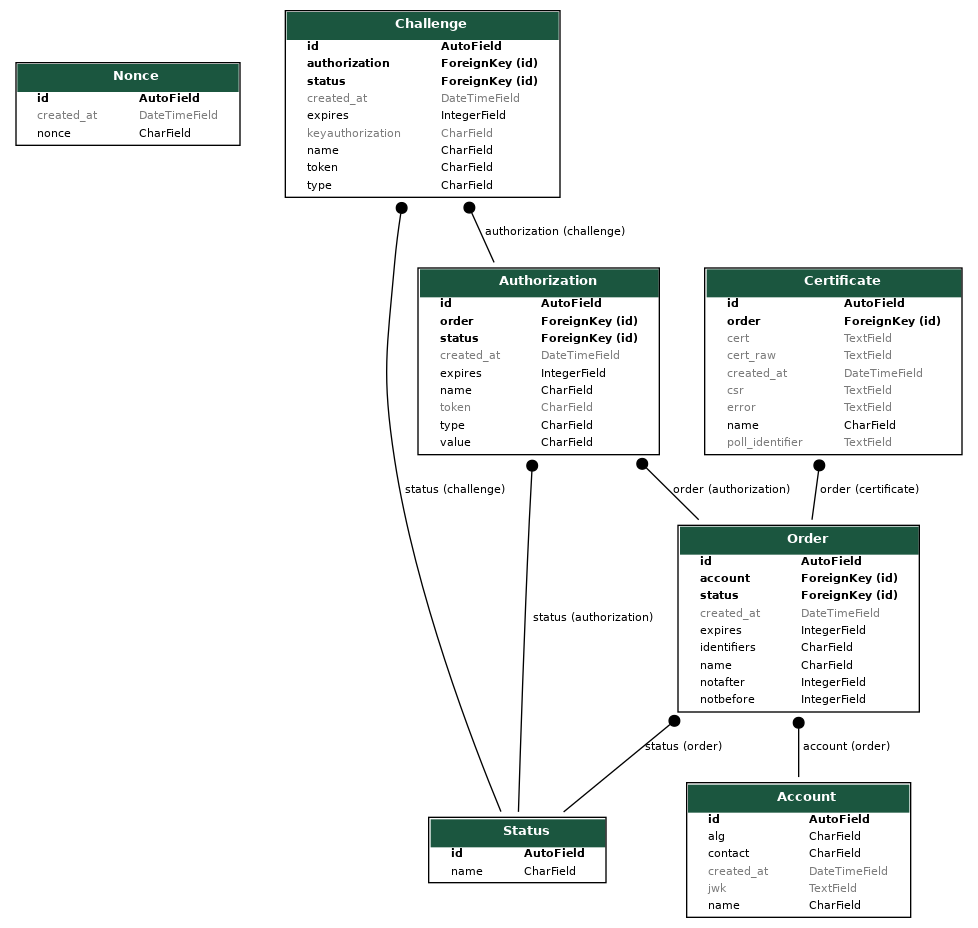 Challenge
id AutoField
authorization ForeignKey (id)
status ForeignKey (id)
created_at DateTimeField
expires IntegerField
keyauthorization CharField
name CharField
token CharField
type CharField
Nonce
id AutoField
created_at DateTimeField
nonce CharField
authorization (challenge)
Authorization
id AutoField
order ForeignKey (id)
status ForeignKey (id)
created_at DateTimeField
expires IntegerField
name CharField
token CharField
type CharField
value CharField
Certificate
id AutoField
order ForeignKey (id)
cert TextField
cert_raw TextField
created_at DateTimeField
csr TextField
error TextField
name CharField
poll_identifier TextField
status (challenge)
order (authorization)
order (certificate)
Order
id AutoField
account ForeignKey (id)
status ForeignKey (id)
created_at DateTimeField
expires IntegerField
identifiers CharField
name CharField
notafter IntegerField
notbefore IntegerField
status (authorization)
status (order)
account (order)
Account
id AutoField
alg CharField
contact CharField
created_at DateTimeField
jwk TextField
name CharField
Status
id AutoField
name CharField